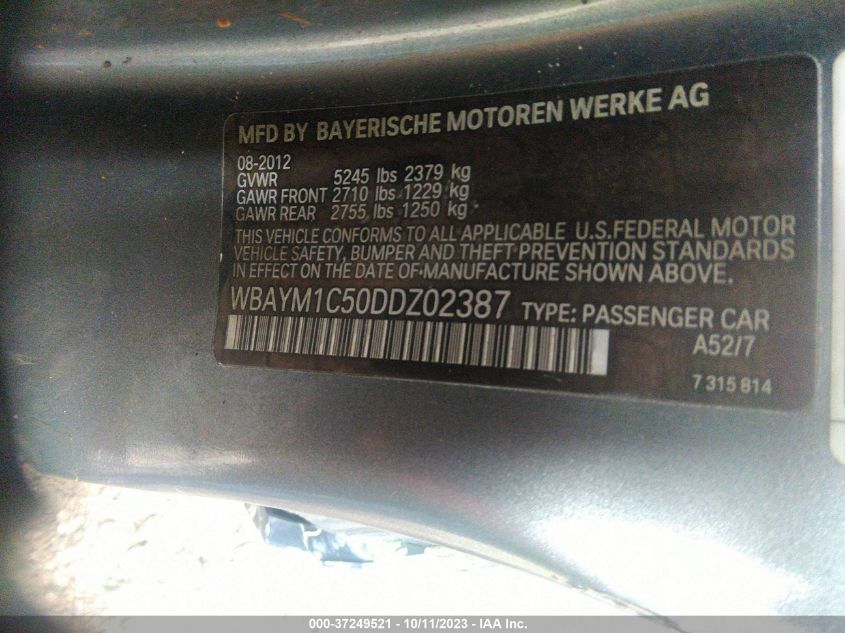 MFD BY BAYERISCHE MOTOREN WERKE AG
08-2012
GVWR 5245 lbs 2379 kg
GAWR FRONT 2710 lbs 1229 kg
GAWR REAR 2755 lbs 1250 kg
THIS VEHICLE CONFORMS TO ALL APPLICABLE U.S.FEDERAL MOTOR
VEHICLE SAFETY, BUMPER AND THEFT PREVENTION STANDARDS
IN EFFECT ON THE DATE OF MANUFACTURE SHOWN ABOVE.
WBAYM1C50DDZ02387 TYPE: PASSENGER CAR
A52/7
7 315 814
000-37249521 - 10/11/2023 - IAA Inc.